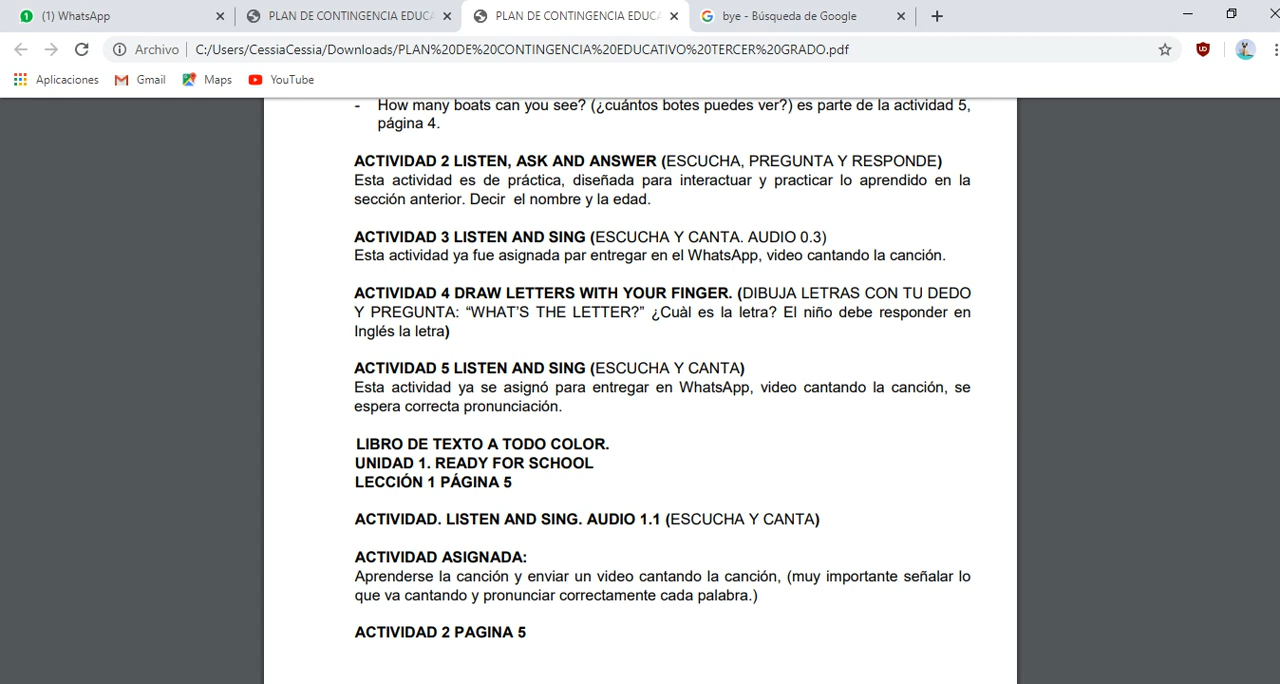 1 (1) WhatsApp
PLAN DE CONTINGENCIA EDUCA
PLAN DE CONTINGENCIA EDUCA
bye - Búsqueda de Google
Archivo C:/Users/CessiaCessia/Downloads/PLAN%20DE%20CONTINGENCIA%20EDUCATIVO%20TERCER%20GRADO.pdf
Aplicaciones Gmail Maps YouTube
- How many boats can you see? (¿cuántos botes puedes ver?) es parte de la actividad 5,
página 4.
ACTIVIDAD 2 LISTEN, ASK AND ANSWER (ESCUCHA, PREGUNTA Y RESPONDE)
Esta actividad es de práctica, diseñada para interactuar y practicar lo aprendido en la
sección anterior. Decir el nombre y la edad.
ACTIVIDAD 3 LISTEN AND SING (ESCUCHA Y CANTA. AUDIO 0.3)
Esta actividad ya fue asignada par entregar en el WhatsApp, video cantando la canción.
ACTIVIDAD 4 DRAW LETTERS WITH YOUR FINGER. (DIBUJA LETRAS CON TU DEDO
Y PREGUNTA: “WHAT’S THE LETTER?” ¿Cuàl es la letra? El niño debe responder en
Inglés la letra)
ACTIVIDAD 5 LISTEN AND SING (ESCUCHA Y CANTA)
Esta actividad ya se asignó para entregar en WhatsApp, video cantando la canción, se
espera correcta pronunciación.
LIBRO DE TEXTO A TODO COLOR.
UNIDAD 1. READY FOR SCHOOL
LECCIÓN 1 PÁGINA 5
ACTIVIDAD. LISTEN AND SING. AUDIO 1.1 (ESCUCHA Y CANTA)
ACTIVIDAD ASIGNADA:
Aprenderse la canción y enviar un video cantando la canción, (muy importante señalar lo
que va cantando y pronunciar correctamente cada palabra.)
ACTIVIDAD 2 PAGINA 5